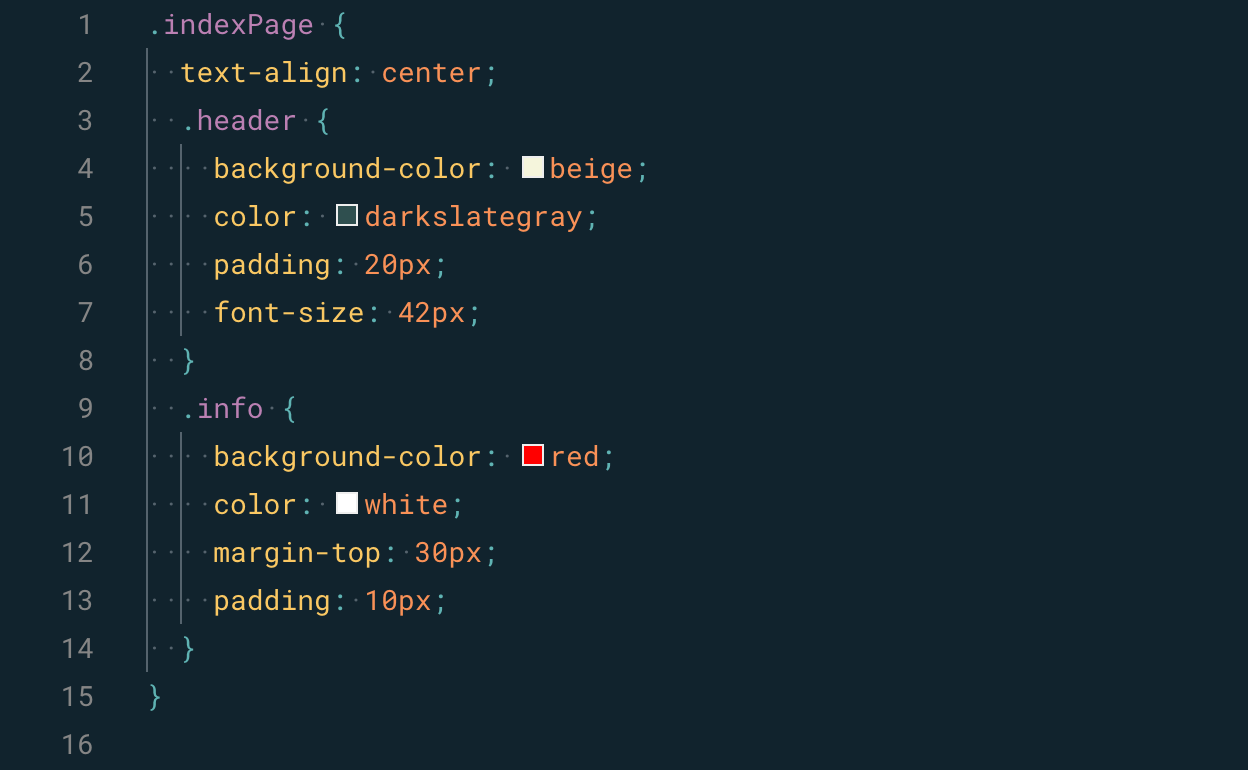 1 .indexPage {
2   text-align: center;
3   .header {
4     background-color: beige;
5     color: darkslategray;
6     padding: 20px;
7     font-size: 42px;
8   }
9   .info {
10     background-color: red;
11     color: white;
12     margin-top: 30px;
13     padding: 10px;
14   }
15 }
16